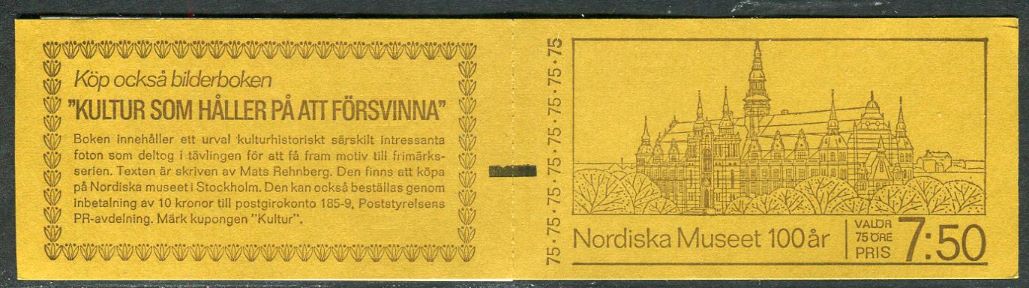 Köp också bilderboken
"KULTUR SOM HÅLLER PÅ ATT FÖRSVINNA"
Boken innehåller ett urval kulturhistoriskt särskilt intressanta
foton som deltog i tävlingen för att få fram motiv till frimärks-
serien. Texten är skriven av Mats Rehnberg. Den finns att köpa
på Nordiska museet i Stockholm. Den kan också beställas genom
inbetalning av 10 kronor till postgirokonto 185-9, Poststyrelsens
PR-avdelning. Märk kupongen "Kultur".
75·75·75·75·75·75·75
Nordiska Museet 100 år
VALÖR
75 ÖRE
PRIS
7:50